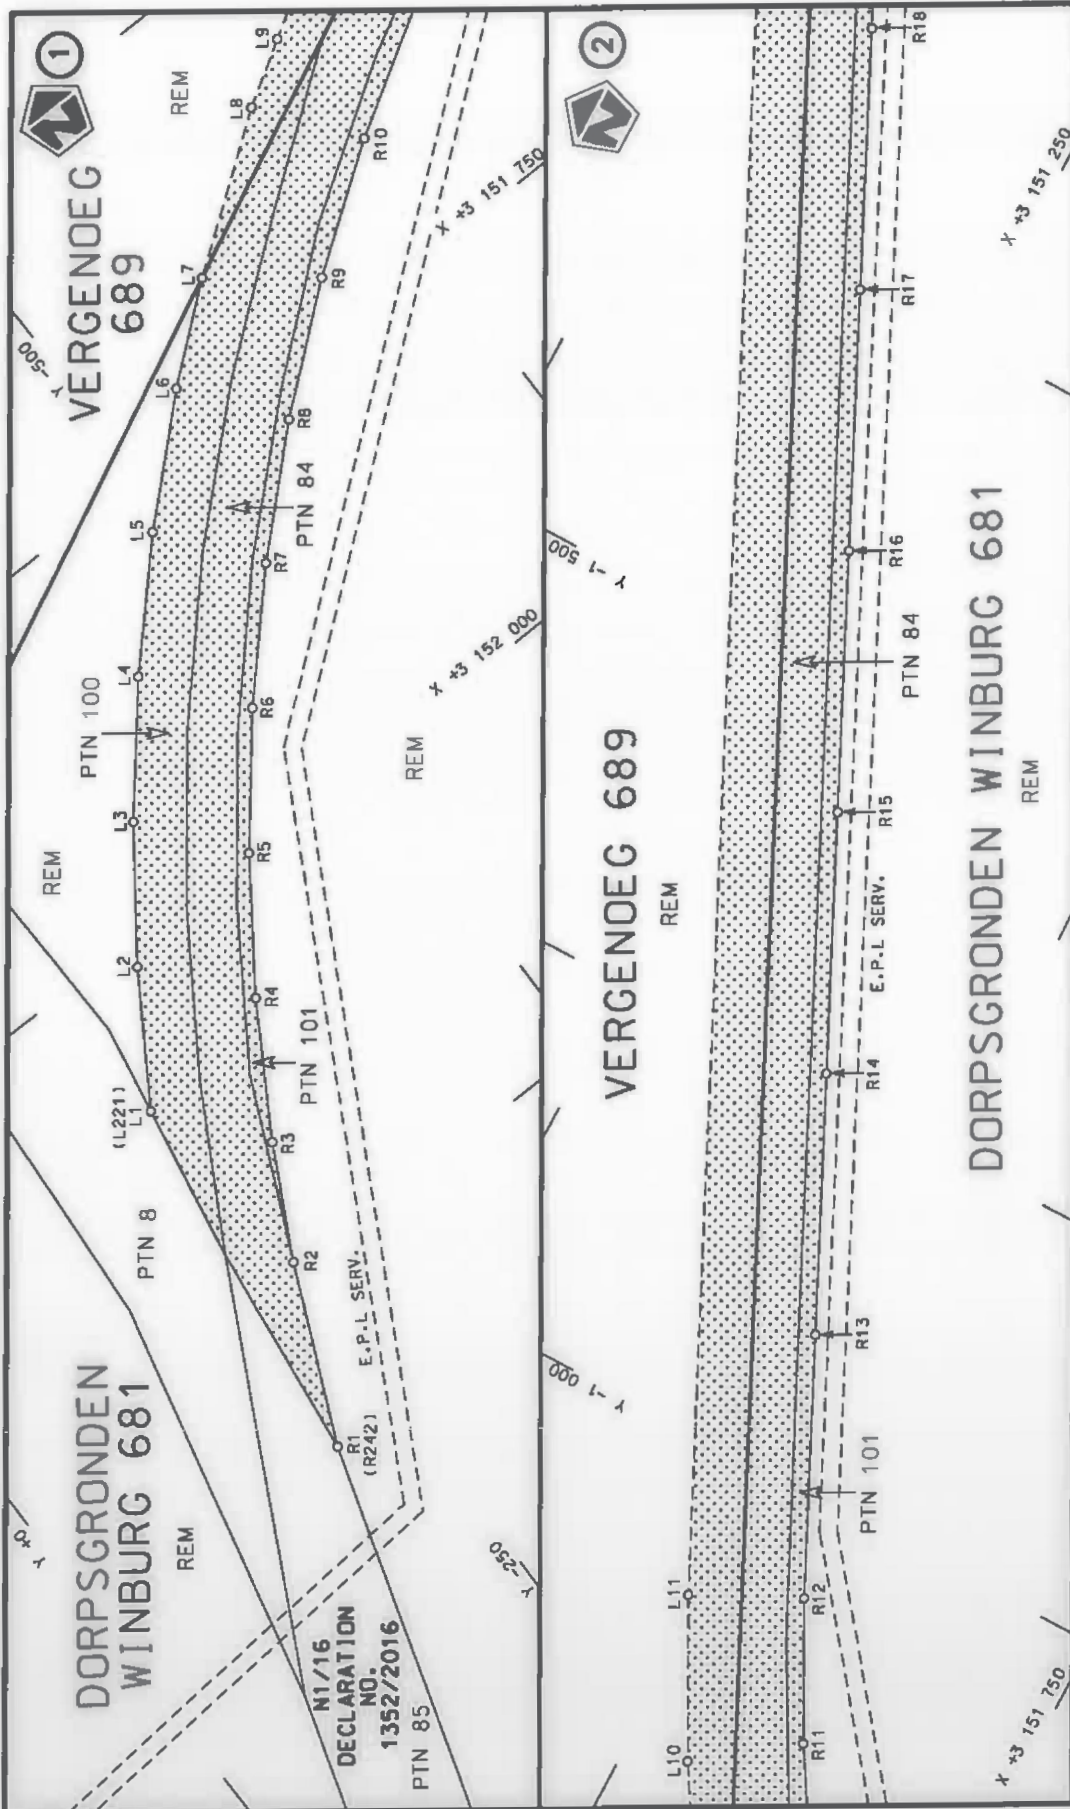 1
VERGENOEG
689
REM
L9
L8
L7
L6
L5
L4
L3
L2
(L221)
L1
Y -500
PTN 100
REM
R10
R9
R8
R7
R6
R5
R4
R3
R2
R1
(R242)
PTN 84
PTN 101
PTN 8
X +3 151 750
X +3 152 000
REM
E.P.L SERV.
DORPSGRONDEN
WINBURG 681
REM
Y +0
Y -250
N1/16
DECLARATION
NO.
1352/2016
PTN 85
2
R18
R17
R16
R15
R14
R13
R12
R11
L11
L10
Y -1 500
Y -1 000
VERGENOEG 689
REM
PTN 84
E.P.L SERV.
PTN 101
DORPSGRONDEN WINBURG 681
REM
X +3 151 250
X +3 151 750